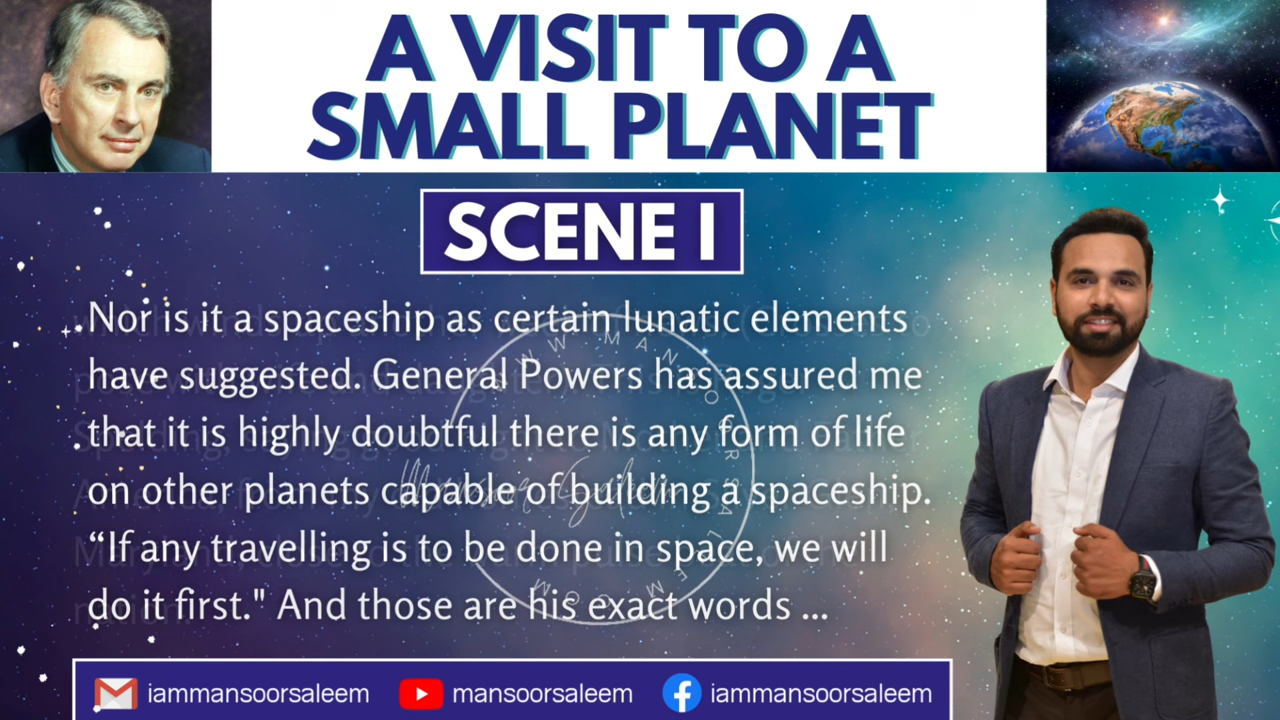 A VISIT TO A
SMALL PLANET
SCENE I
Nor is it a spaceship as certain lunatic elements
have suggested. General Powers has assured me
that it is highly doubtful there is any form of life
on other planets capable of building a spaceship.
“If any travelling is to be done in space, we will
do it first." And those are his exact words ...
WWW.MANSOORSALEEM.COM
iammansoorsaleem
mansoorsaleem
iammansoorsaleem